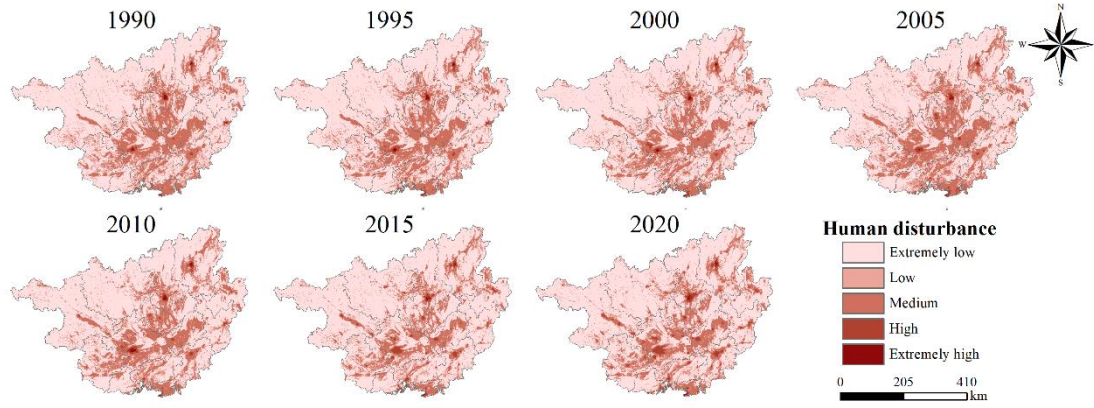 1990
1995
2000
2005
N
W
E
S
2010
2015
2020
Human disturbance
Extremely low
Low
Medium
High
Extremely high
0
205
410
km